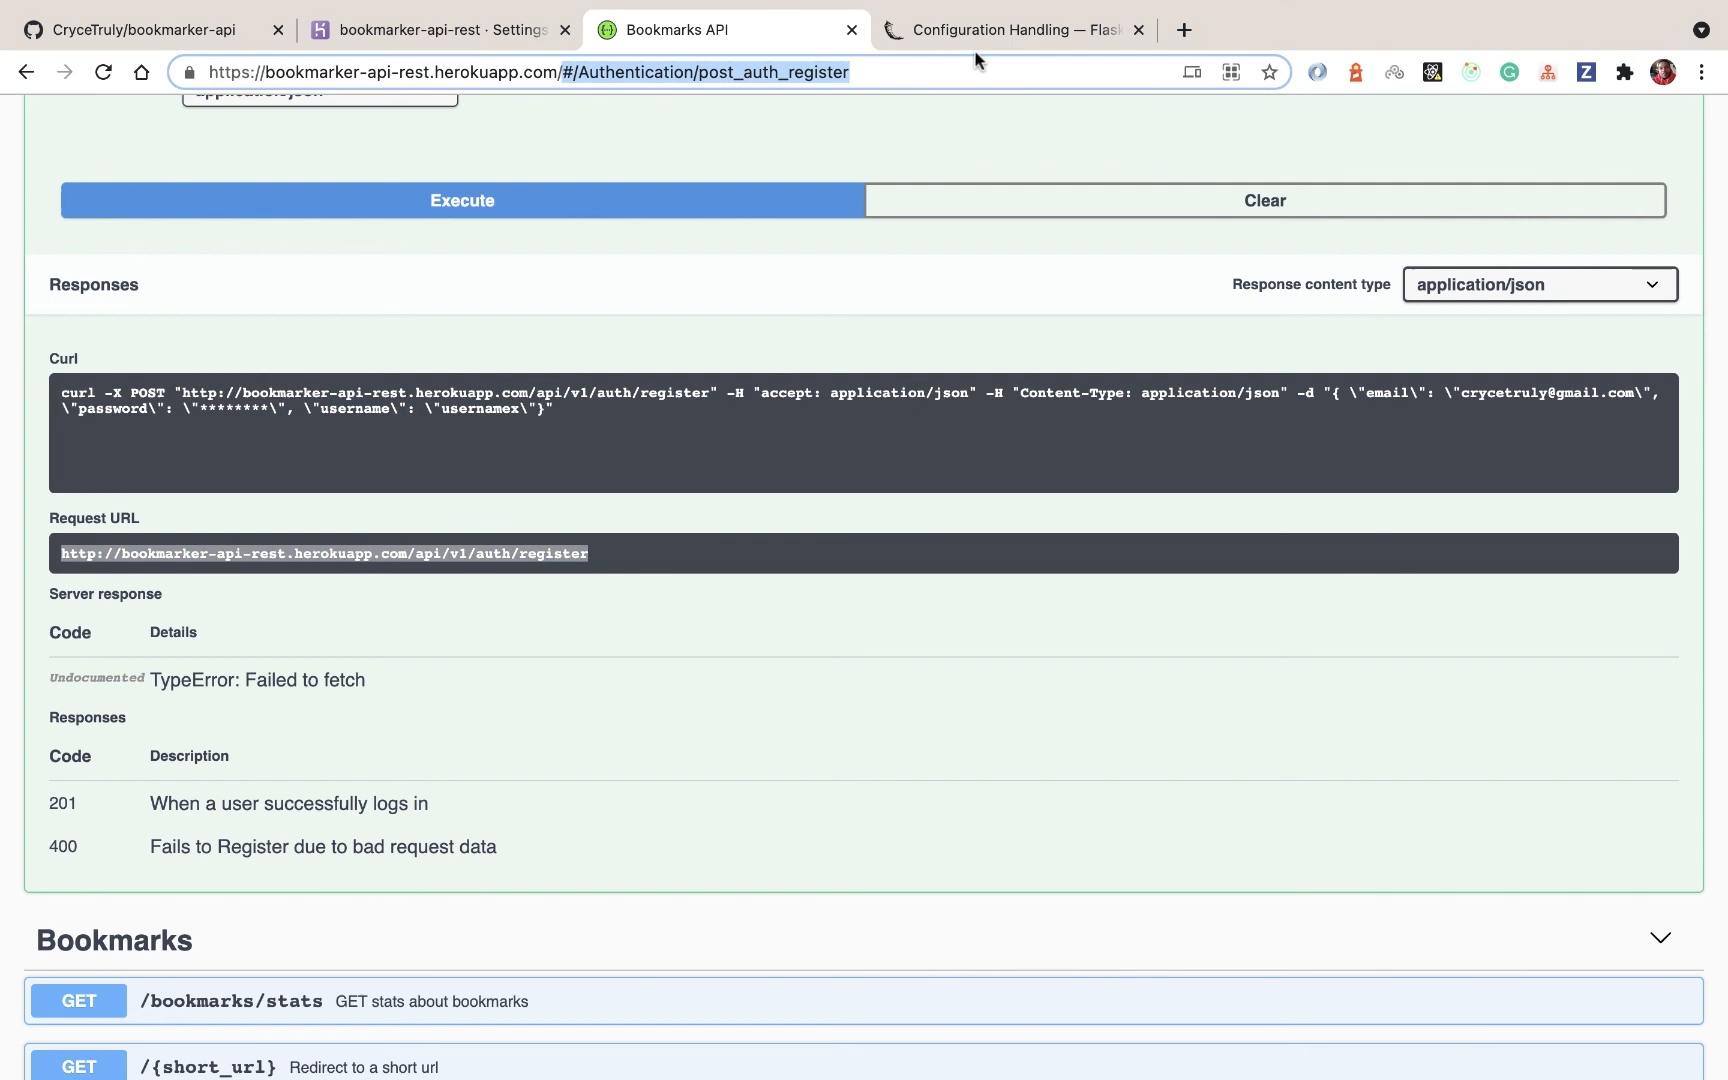 CryceTruly/bookmarker-api
bookmarker-api-rest · Settings
Bookmarks API
Configuration Handling — Flask
https://bookmarker-api-rest.herokuapp.com/#/Authentication/post_auth_register
application/json
Execute
Clear
Responses
Response content type
application/json
Curl
curl -X POST "http://bookmarker-api-rest.herokuapp.com/api/v1/auth/register" -H "accept: application/json" -H "Content-Type: application/json" -d "{ \"email\": \"crycetruly@gmail.com\",
\"password\": \"********\", \"username\": \"usernamex\"}"
Request URL
http://bookmarker-api-rest.herokuapp.com/api/v1/auth/register
Server response
Code Details
Undocumented TypeError: Failed to fetch
Responses
Code Description
201 When a user successfully logs in
400 Fails to Register due to bad request data
Bookmarks
GET /bookmarks/stats GET stats about bookmarks
GET /{short_url} Redirect to a short url